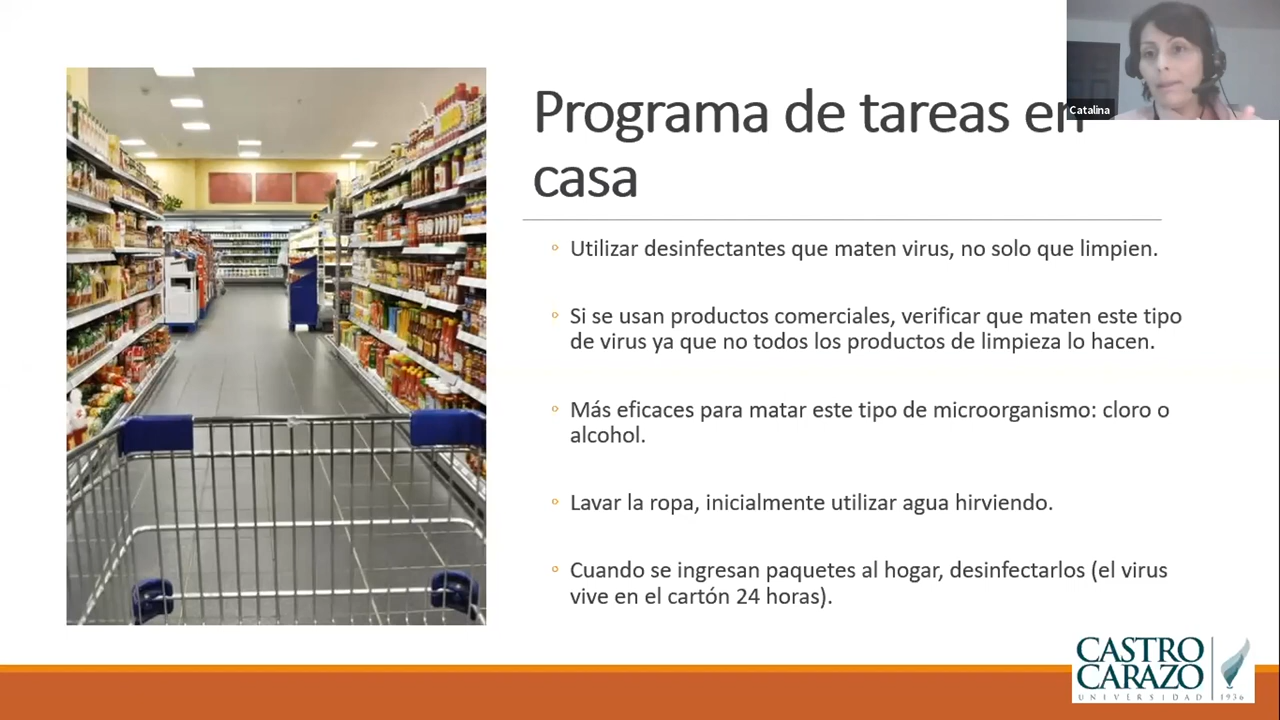 Programa de tareas en
casa
Catalina
◦ Utilizar desinfectantes que maten virus, no solo que limpien.
◦ Si se usan productos comerciales, verificar que maten este tipo
de virus ya que no todos los productos de limpieza lo hacen.
◦ Más eficaces para matar este tipo de microorganismo: cloro o
alcohol.
◦ Lavar la ropa, inicialmente utilizar agua hirviendo.
◦ Cuando se ingresan paquetes al hogar, desinfectarlos (el virus
vive en el cartón 24 horas).
CASTRO
CARAZO
UNIVERSIDAD 1936